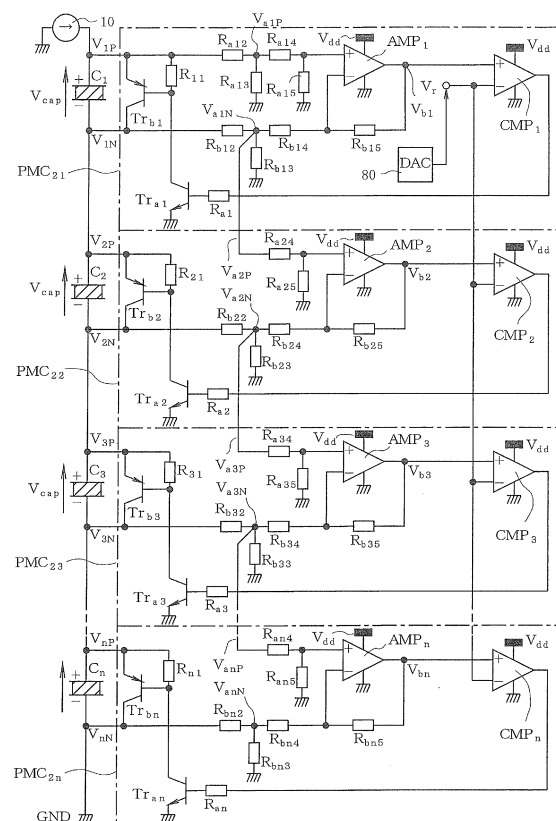 10
V1P
Va1P
Ra12
Ra14
Vdd
AMP1
Vdd
R11
C1
Vcap
Ra13
Ra15
Va1N
Vr
Vb1
CMP1
Trb1
V1N
Rb12
Rb14
Rb15
DAC
80
Rb13
PMC21
Tra1
Ra1
V2P
Ra24
Vdd
AMP2
Vdd
R21
C2
Vcap
Va2P
Va2N
Ra25
Vb2
Trb2
V2N
Rb22
Rb24
Rb25
CMP2
Rb23
PMC22
Tra2
Ra2
V3P
Ra34
Vdd
AMP3
Vdd
R31
C3
Vcap
Va3P
Va3N
Ra35
Vb3
Trb3
V3N
Rb32
Rb34
Rb35
CMP3
Rb33
PMC23
Tra3
Ra3
VnP
Ran4
Vdd
AMPn
Vdd
Rn1
Cn
Vcap
VanP
VanN
Ran5
Vbn
Trbn
VnN
Rbn2
Rbn4
Rbn5
CMPn
Rbn3
PMC2n
Tran
Ran
GND